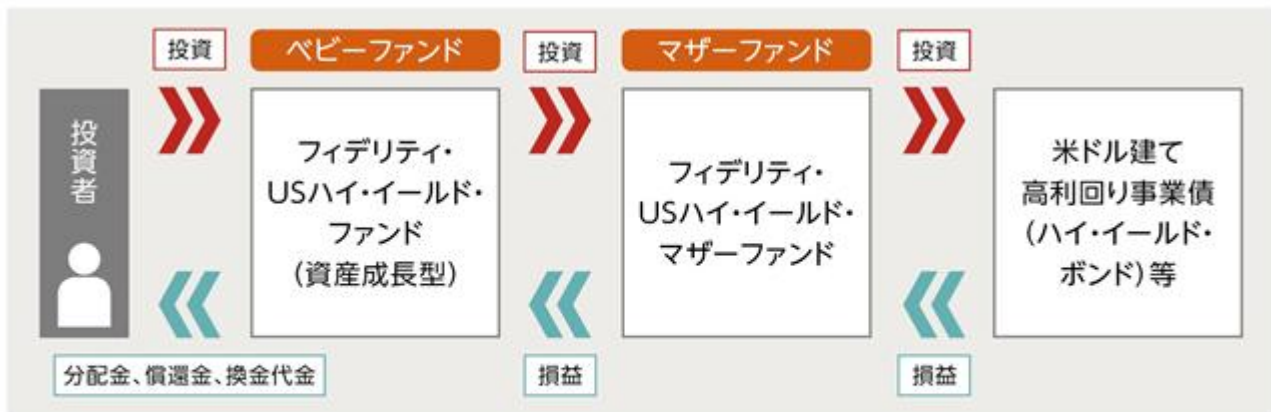 投資
ベビーファンド
投資
マザーファンド
投資
投資者
フィデリティ・
USハイ・イールド・
ファンド
（資産成長型）
フィデリティ・
USハイ・イールド・
マザーファンド
米ドル建て
高利回り事業債
（ハイ・イールド・
ボンド）等
分配金、償還金、換金代金
損益
損益